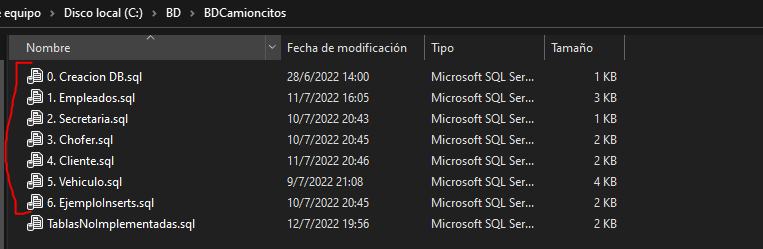 e equipo > Disco local (C:) > BD > BDCamioncitos
Nombre Fecha de modificación Tipo Tamaño
0. Creacion DB.sql 28/6/2022 14:00 Microsoft SQL Ser... 1 KB
1. Empleados.sql 11/7/2022 16:05 Microsoft SQL Ser... 3 KB
2. Secretaria.sql 10/7/2022 20:43 Microsoft SQL Ser... 1 KB
3. Chofer.sql 10/7/2022 20:45 Microsoft SQL Ser... 2 KB
4. Cliente.sql 11/7/2022 20:46 Microsoft SQL Ser... 2 KB
5. Vehiculo.sql 9/7/2022 21:08 Microsoft SQL Ser... 4 KB
6. EjemploInserts.sql 10/7/2022 20:45 Microsoft SQL Ser... 2 KB
TablasNoImplementadas.sql 12/7/2022 19:56 Microsoft SQL Ser... 2 KB